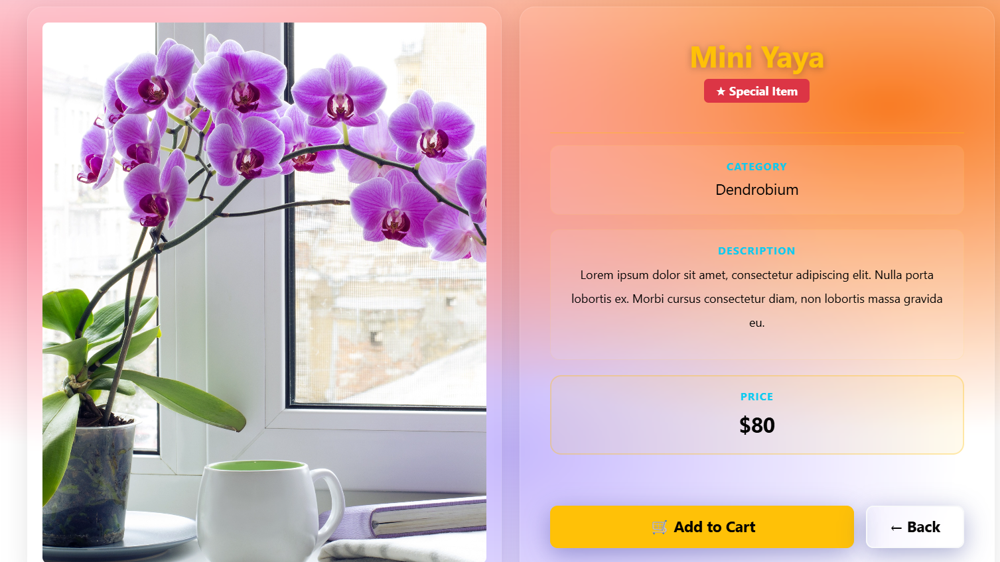 Mini Yaya
★ Special Item
CATEGORY
Dendrobium
DESCRIPTION
Lorem ipsum dolor sit amet, consectetur adipiscing elit. Nulla porta
lobortis ex. Morbi cursus consectetur diam, non lobortis massa gravida
eu.
PRICE
$80
🛒 Add to Cart
← Back